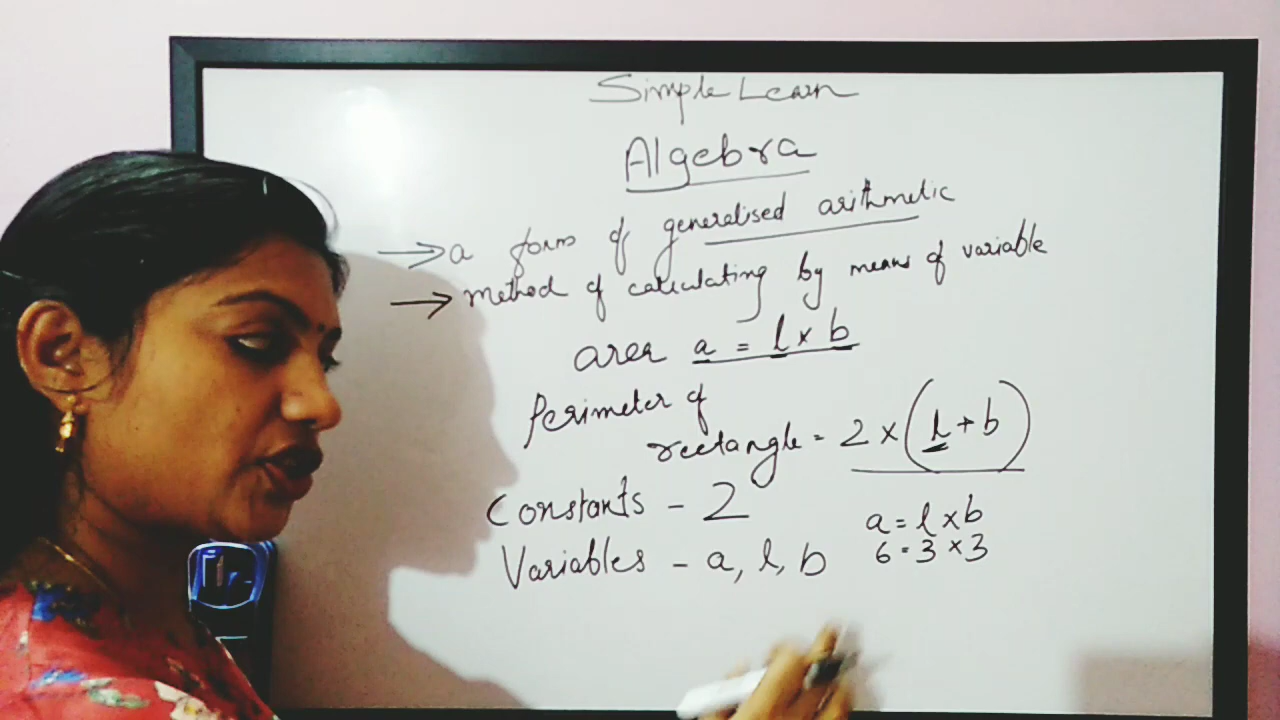 Simple Learn
Algebra
→ a form of generalised arithmetic
→ method of calculating by means of variable
area a = l × b
Perimeter of
rectangle = 2 × (l + b)
Constants - 2
Variables - a, l, b
a = l × b
6 = 3 × 3